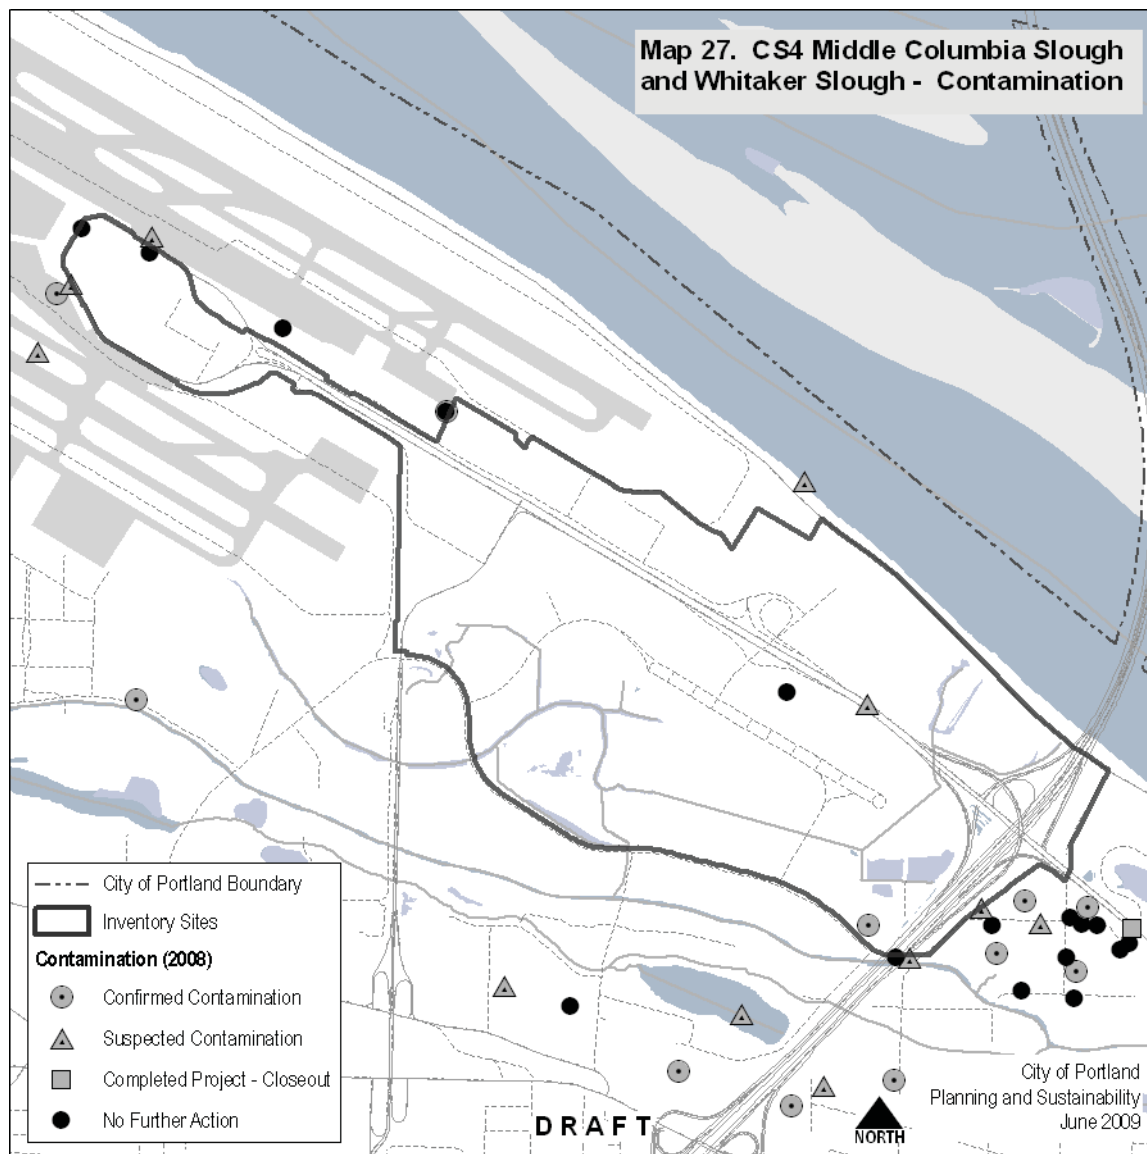 Map 27. CS4 Middle Columbia Slough
and Whitaker Slough - Contamination
City of Portland Boundary
Inventory Sites
Contamination (2008)
Confirmed Contamination
Suspected Contamination
Completed Project - Closeout
No Further Action
DRAFT
NORTH
City of Portland
Planning and Sustainability
June 2009